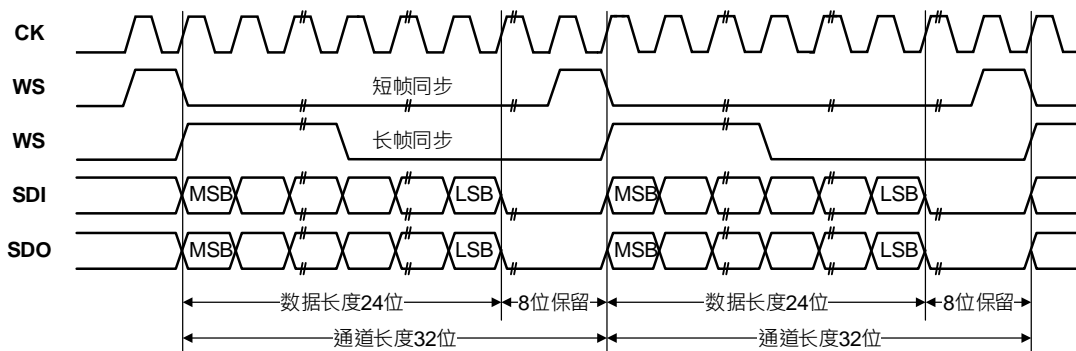 CK
WS
短帧同步
WS
长帧同步
SDI
MSB LSB MSB LSB
SDO
MSB LSB MSB LSB
数据长度24位 8位保留 数据长度24位 8位保留
通道长度32位 通道长度32位